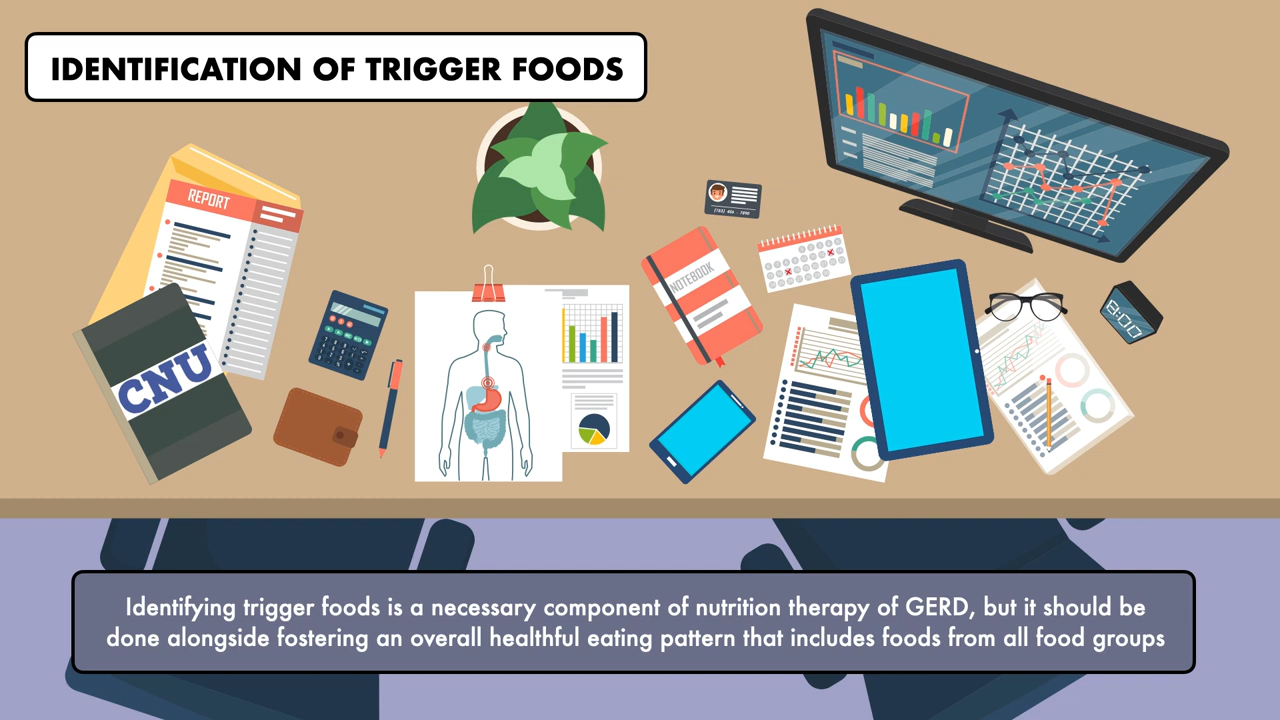 IDENTIFICATION OF TRIGGER FOODS
REPORT
CNU
NOTEBOOK
8:00
Identifying trigger foods is a necessary component of nutrition therapy of GERD, but it should be
done alongside fostering an overall healthful eating pattern that includes foods from all food groups